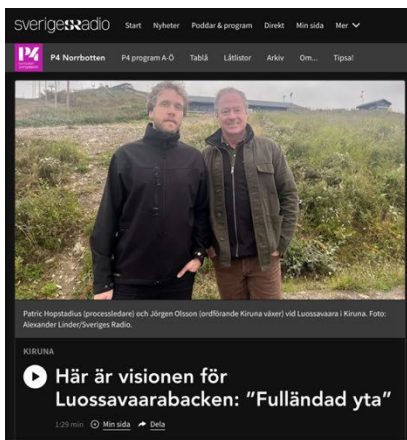 sverigesRadio Start Nyheter Poddar & program Direkt Min sida Mer
P4 P4 Norrbotten P4 program A-Ö Tablå Låtlistor Arkiv Om... Tipsa!
Patric Hopstadius (processledare) och Jörgen Olsson (ordförande Kiruna växer) vid Luossavaara i Kiruna. Foto:
Alexander Linder/Sveriges Radio.
KIRUNA
Här är visionen för
Luossavaarabacken: ”Fulländad yta”
1:29 min Min sida Dela